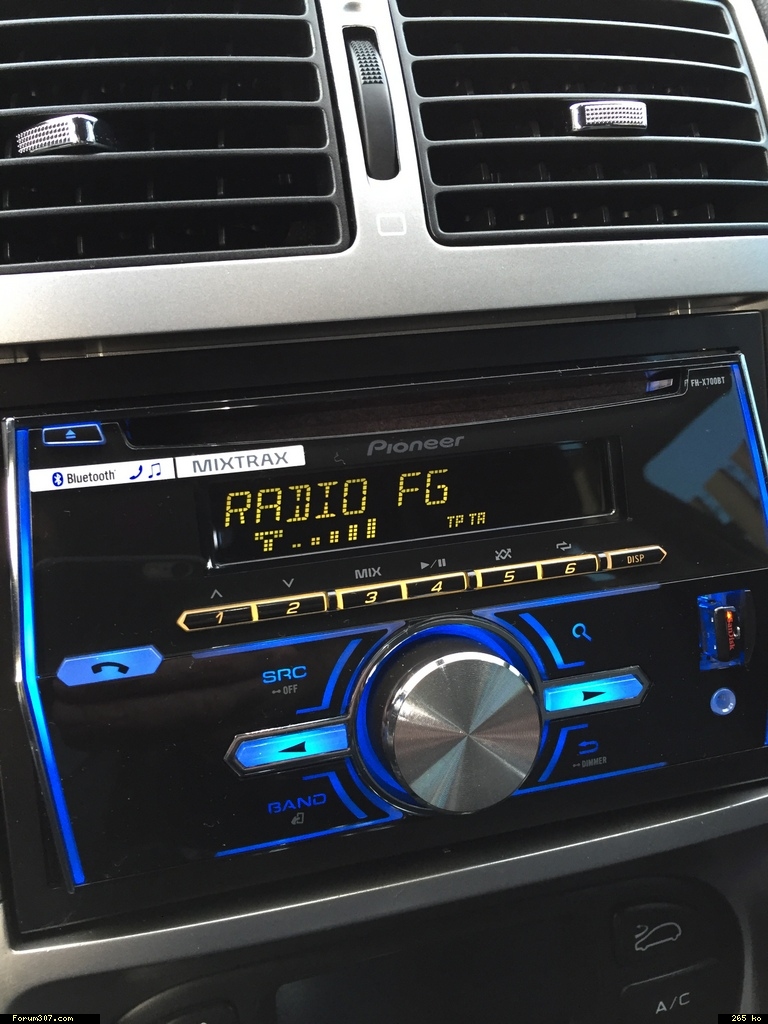 FH-X700BT
Pioneer
Bluetooth
MIXTRAX
RADIO FG
TP TA
MIX
1 2 3 4 5 6 DISP
SRC
OFF
SanDisk
BAND
DIMMER
A/C
Forum307.com
265 ko